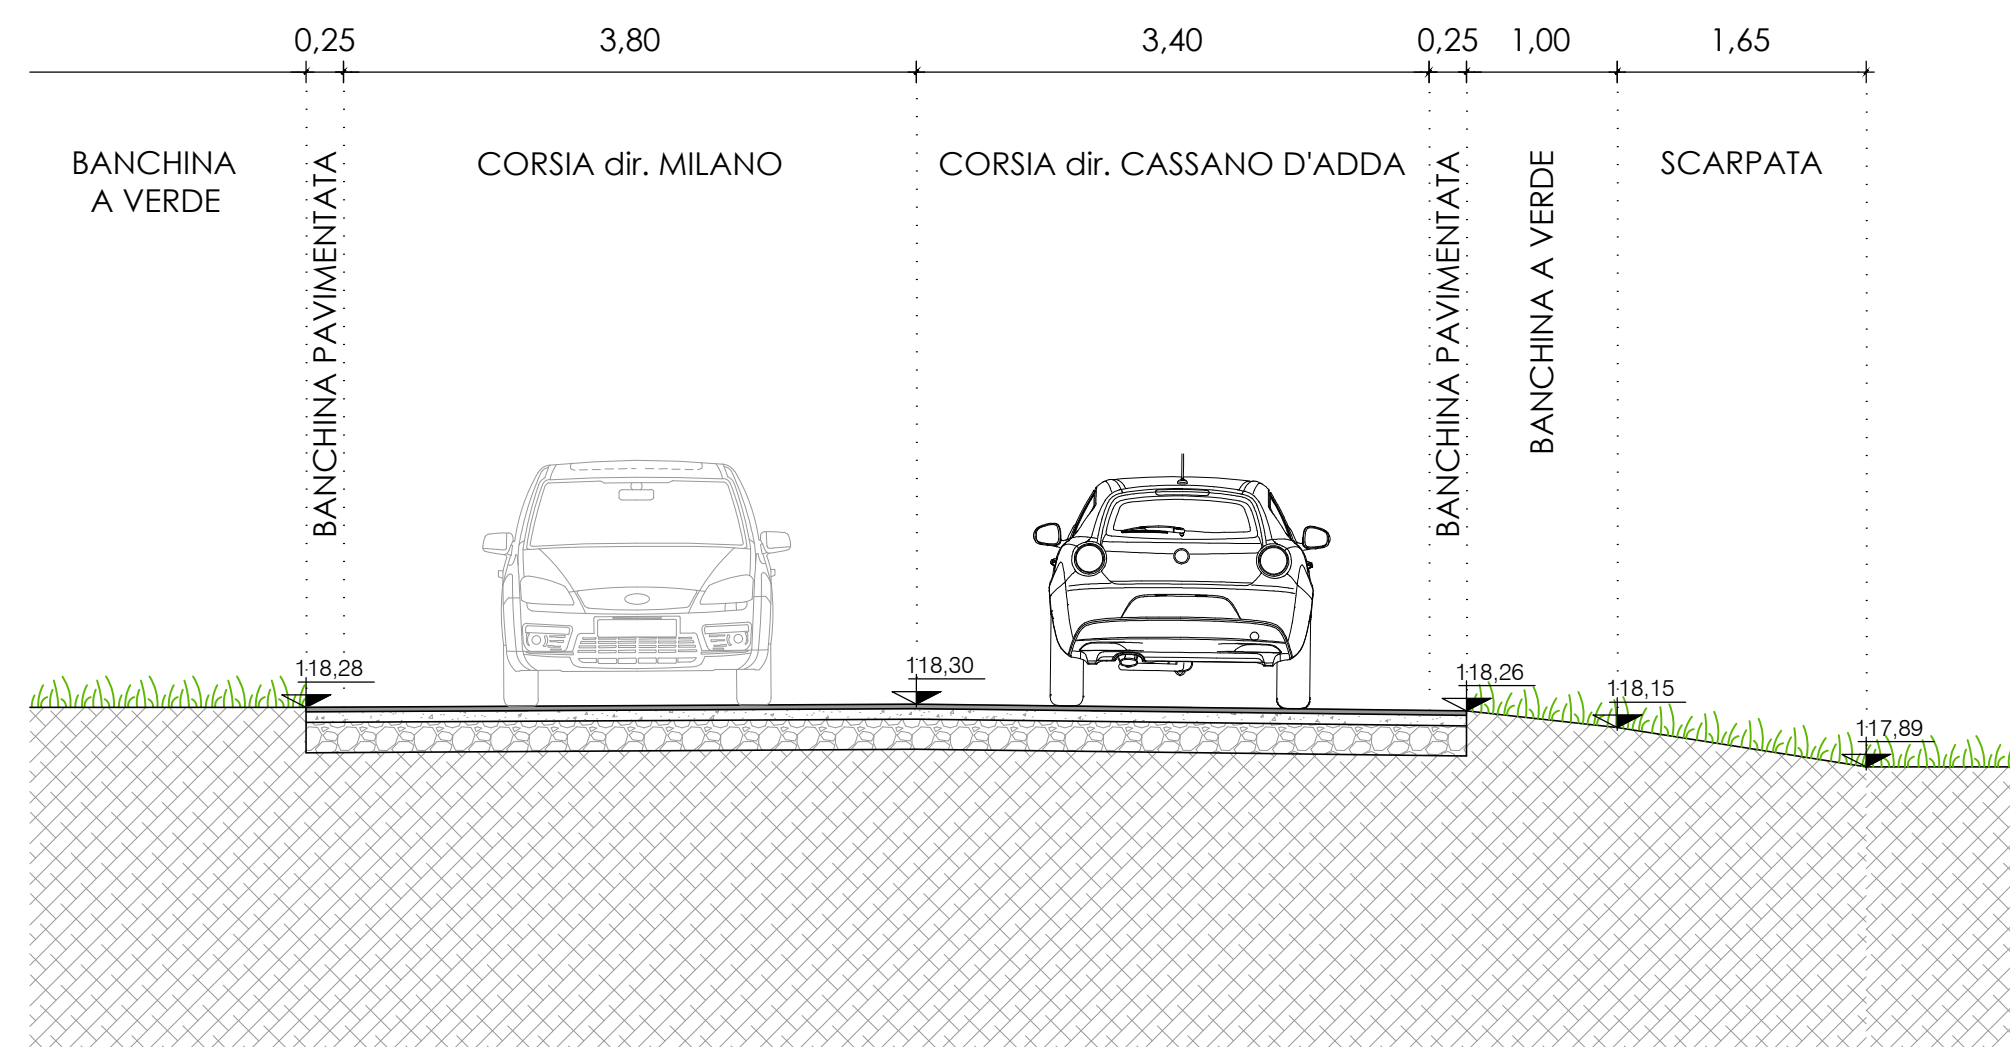 0,25
3,80
3,40
0,25
1,00
1,65
BANCHINA
A VERDE
BANCHINA PAVIMENTATA
CORSIA dir. MILANO
CORSIA dir. CASSANO D'ADDA
BANCHINA PAVIMENTATA
BANCHINA A VERDE
SCARPATA
118,28
118,30
118,26
118,15
117,89